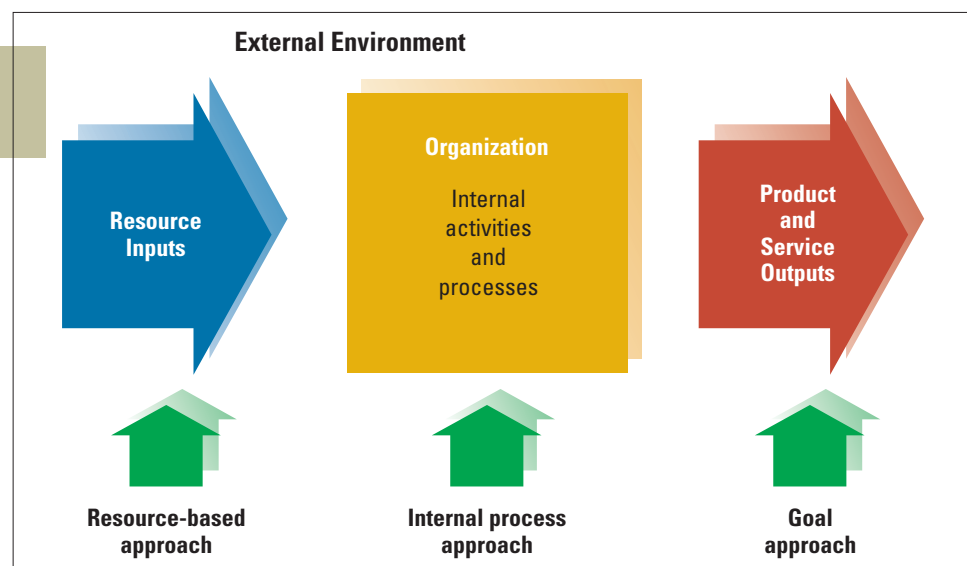 External Environment
Resource
Inputs
Organization
Internal
activities
and
processes
Product
and
Service
Outputs
Resource-based
approach
Internal process
approach
Goal
approach